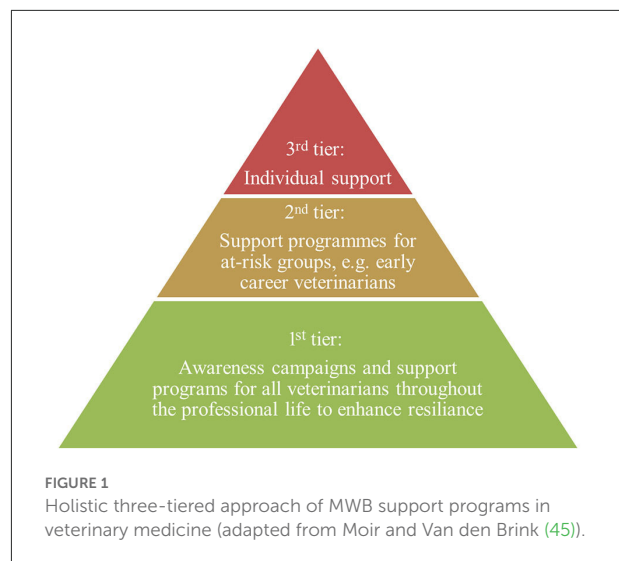 3rd tier:
Individual support
2nd tier:
Support programmes for
at-risk groups, e.g. early
career veterinarians
1st tier:
Awareness campaigns and support
programs for all veterinarians throughout
the professional life to enhance resiliance
FIGURE 1
Holistic three-tiered approach of MWB support programs in
veterinary medicine (adapted from Moir and Van den Brink (45)).